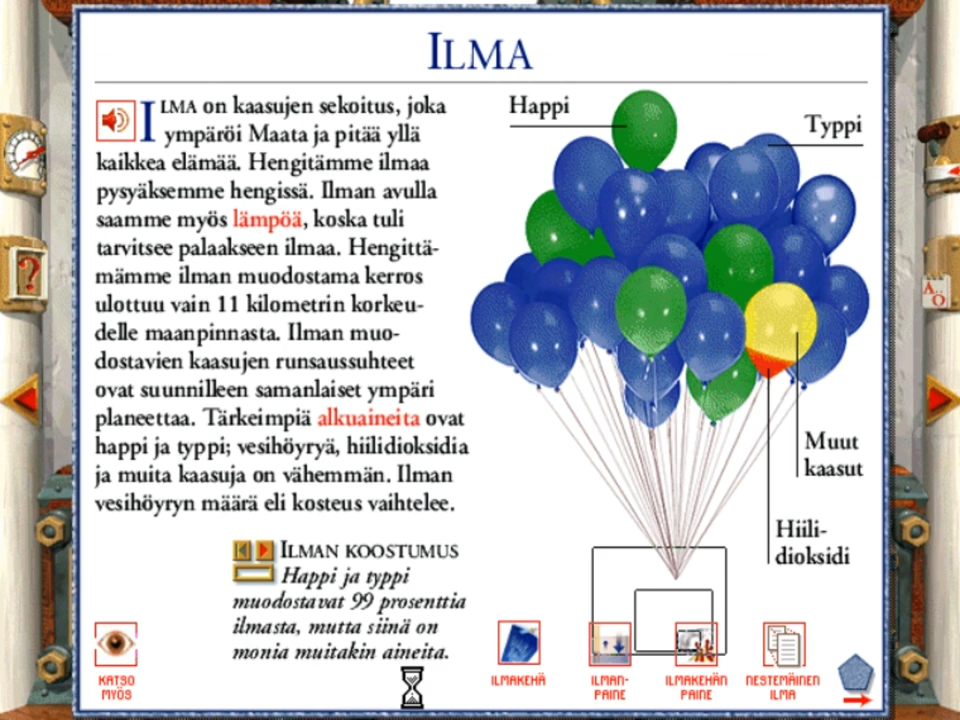 ILMA
ILMA on kaasujen sekoitus, joka
ympäröi Maata ja pitää yllä
kaikkea elämää. Hengitämme ilmaa
pysyäksemme hengissä. Ilman avulla
saamme myös lämpöä, koska tuli
tarvitsee palaakseen ilmaa. Hengittä-
mämme ilman muodostama kerros
ulottuu vain 11 kilometrin korkeu-
delle maanpinnasta. Ilman muo-
dostavien kaasujen runsaussuhteet
ovat suunnilleen samanlaiset ympäri
planeettaa. Tärkeimpiä alkuaineita ovat
happi ja typpi; vesihöyryä, hiilidioksidia
ja muita kaasuja on vähemmän. Ilman
vesihöyryn määrä eli kosteus vaihtelee.
ILMAN KOOSTUMUS
Happi ja typpi
muodostavat 99 prosenttia
ilmasta, mutta siinä on
monia muitakin aineita.
Happi
Typpi
Muut
kaasut
Hiili-
dioksidi
?
A...
O
KATSO
MYÖS
ILMAKEHÄ
ILMAN-
PAINE
ILMAKEHÄN
PAINE
NESTEMÄINEN
ILMA